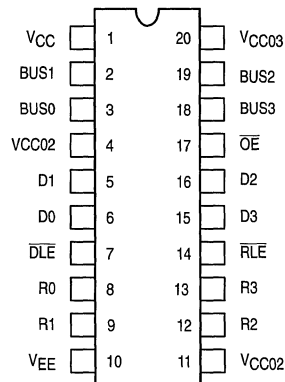 VCC 1 20 VCC03
BUS1 2 19 BUS2
BUS0 3 18 BUS3
VCC02 4 17 OE
D1 5 16 D2
D0 6 15 D3
DLE 7 14 RLE
R0 8 13 R3
R1 9 12 R2
VEE 10 11 VCC02